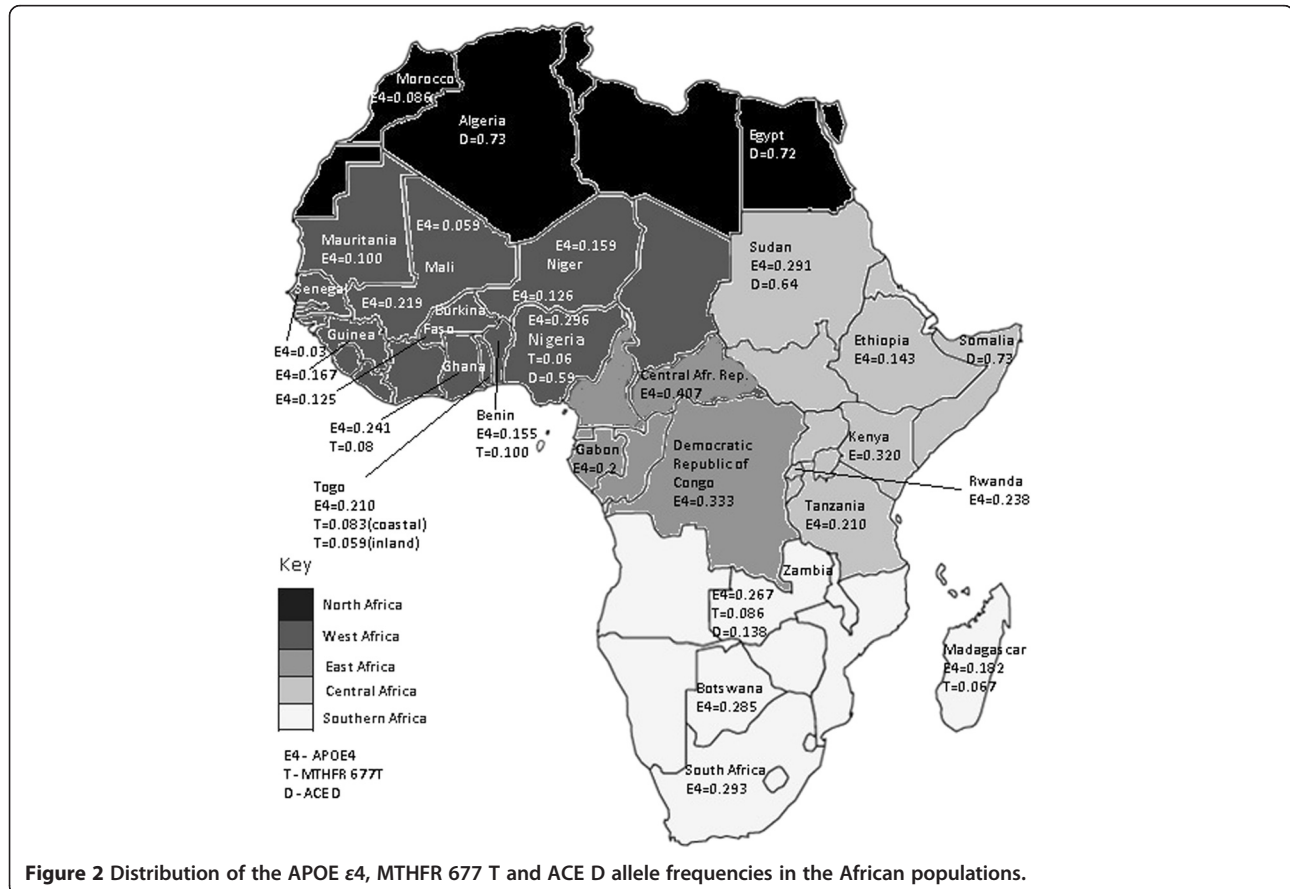 Morocco
E4=0.086
Algeria
D=0.73
Egypt
D=0.72
Mauritania
E4=0.100
E4=0.059
Mali
E4=0.159
Niger
Sudan
E4=0.291
D=0.64
Senegal
E4=0.219
E4=0.126
Burkina
Faso
E4=0.296
Nigeria
T=0.06
D=0.59
Guinea
Ghana
Ethiopia
E4=0.143
Somalia
D=0.73
E4=0.03
E4=0.167
E4=0.125
Central Afr. Rep.
E4=0.407
E4=0.241
T=0.08
Benin
E4=0.155
T=0.100
Gabon
E4=0.2
Democratic
Republic of
Congo
E4=0.333
Kenya
E=0.320
Rwanda
E4=0.238
Togo
E4=0.210
T=0.083(coastal)
T=0.059(inland)
Tanzania
E4=0.210
Zambia
E4=0.267
T=0.086
D=0.138
Madagascar
E4=0.182
T=0.067
Botswana
E4=0.285
South Africa
E4=0.293
Key
North Africa
West Africa
East Africa
Central Africa
Southern Africa
E4 - APOE4
T - MTHFR 677T
D - ACE D
Figure 2 Distribution of the APOE ε4, MTHFR 677 T and ACE D allele frequencies in the African populations.